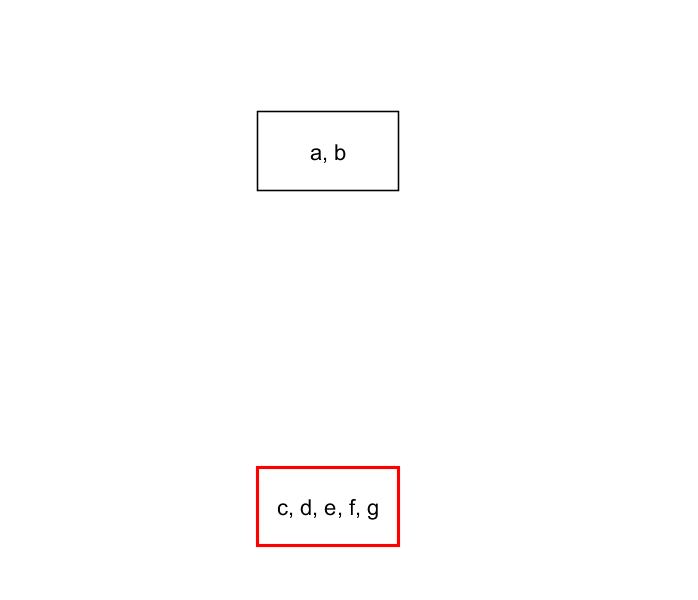 a, b
c, d, e, f, g